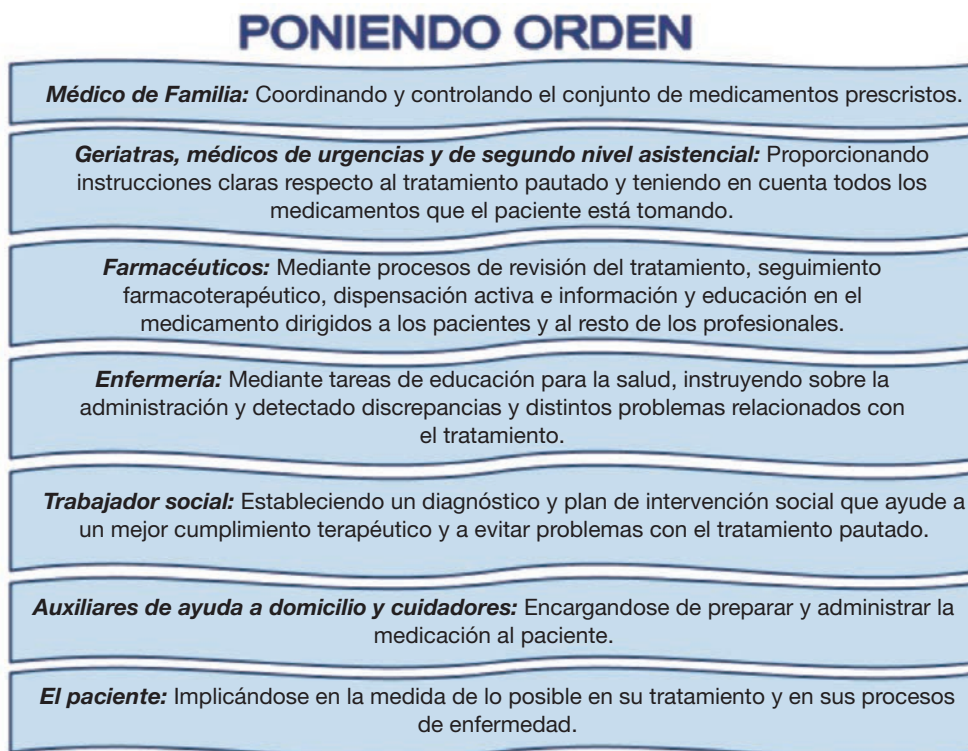 PONIENDO ORDEN
Médico de Familia: Coordinando y controlando el conjunto de medicamentos prescristos.
Geriatras, médicos de urgencias y de segundo nivel asistencial: Proporcionando
instrucciones claras respecto al tratamiento pautado y teniendo en cuenta todos los
medicamentos que el paciente está tomando.
Farmacéuticos: Mediante procesos de revisión del tratamiento, seguimiento
farmacoterapéutico, dispensación activa e información y educación en el
medicamento dirigidos a los pacientes y al resto de los profesionales.
Enfermería: Mediante tareas de educación para la salud, instruyendo sobre la
administración y detectado discrepancias y distintos problemas relacionados con
el tratamiento.
Trabajador social: Estableciendo un diagnóstico y plan de intervención social que ayude a
un mejor cumplimiento terapéutico y a evitar problemas con el tratamiento pautado.
Auxiliares de ayuda a domicilio y cuidadores: Encargandose de preparar y administrar la
medicación al paciente.
El paciente: Implicándose en la medida de lo posible en su tratamiento y en sus procesos
de enfermedad.